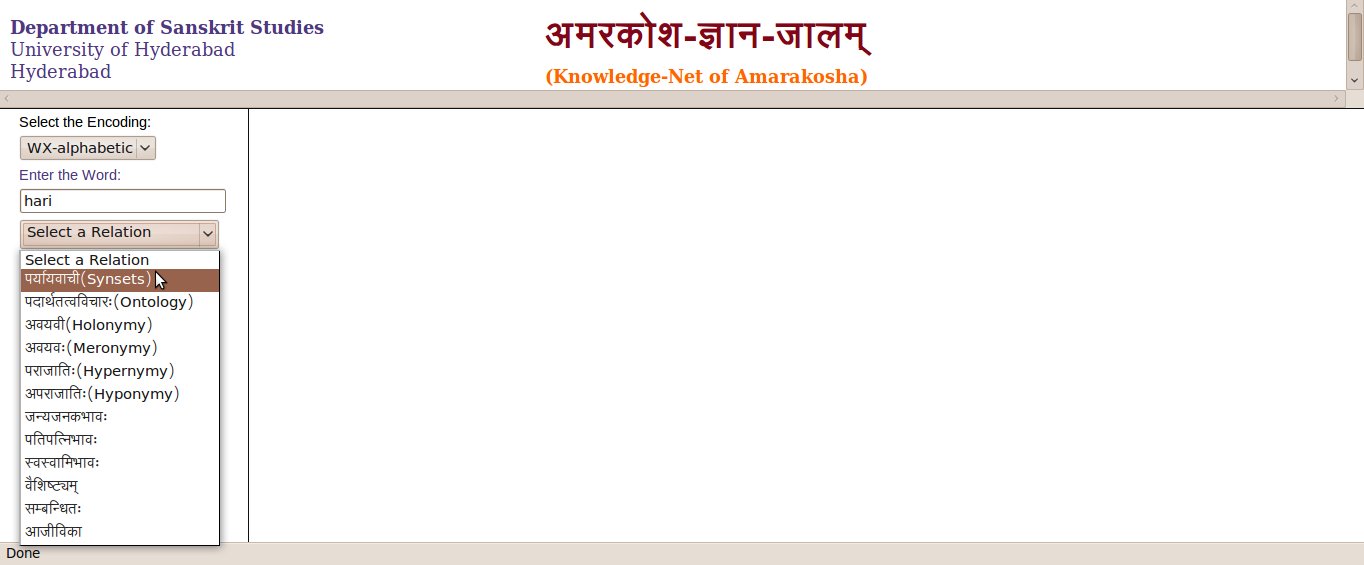 Department of Sanskrit Studies
University of Hyderabad
Hyderabad
अमरकोश-ज्ञान-जालम्
(Knowledge-Net of Amarakosha)
Select the Encoding:
WX-alphabetic
Enter the Word:
hari
Select a Relation
Select a Relation
पर्यायवाची(Synsets)
पदार्थतत्वविचारः(Ontology)
अवयवी(Holonymy)
अवयवः(Meronymy)
पराजातिः(Hypernymy)
अपराजातिः(Hyponymy)
जन्यजनकभावः
पतिपत्निभावः
स्वस्वामिभावः
वैशिष्ट्यम्
सम्बन्धितः
आजीविका
Done